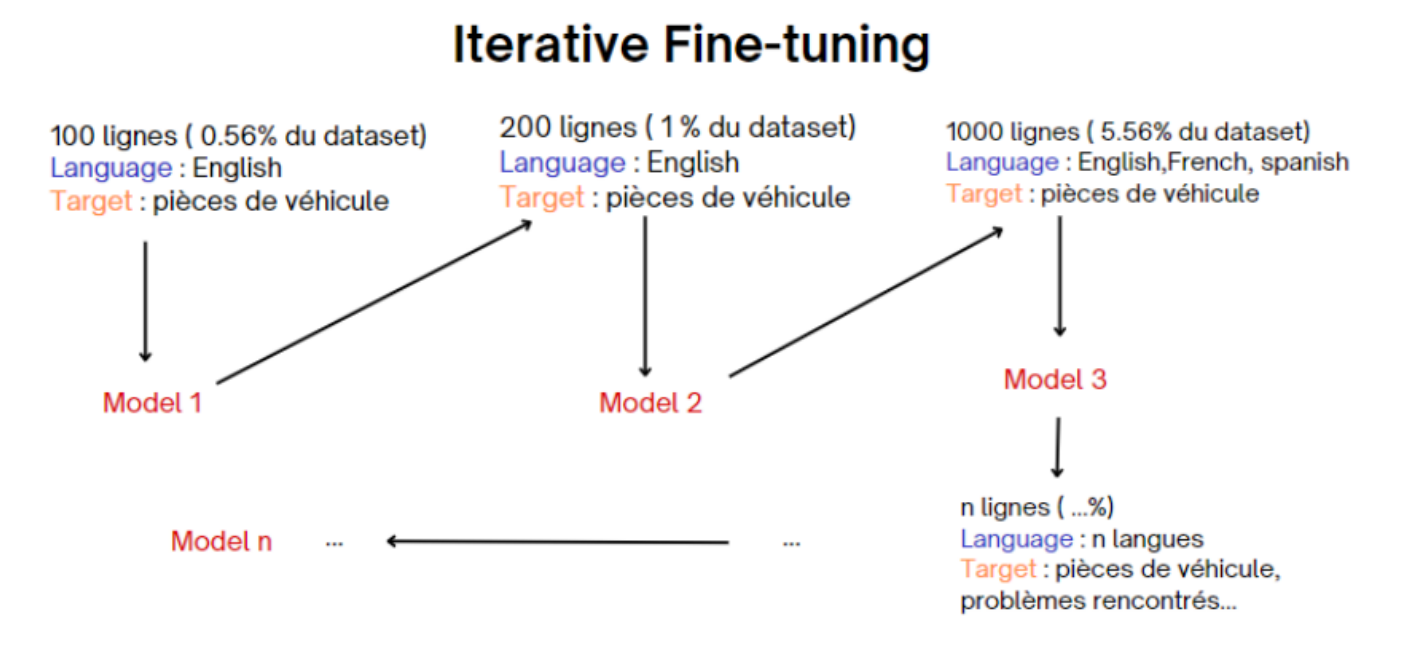 Iterative Fine-tuning
100 lignes ( 0.56% du dataset)
Language : English
Target : pièces de véhicule
200 lignes ( 1 % du dataset)
Language : English
Target : pièces de véhicule
1000 lignes ( 5.56% du dataset)
Language : English,French, spanish
Target : pièces de véhicule
Model 1
Model 2
Model 3
n lignes ( ...%)
Language : n langues
Target : pièces de véhicule,
problèmes rencontrés...
...
...
Model n